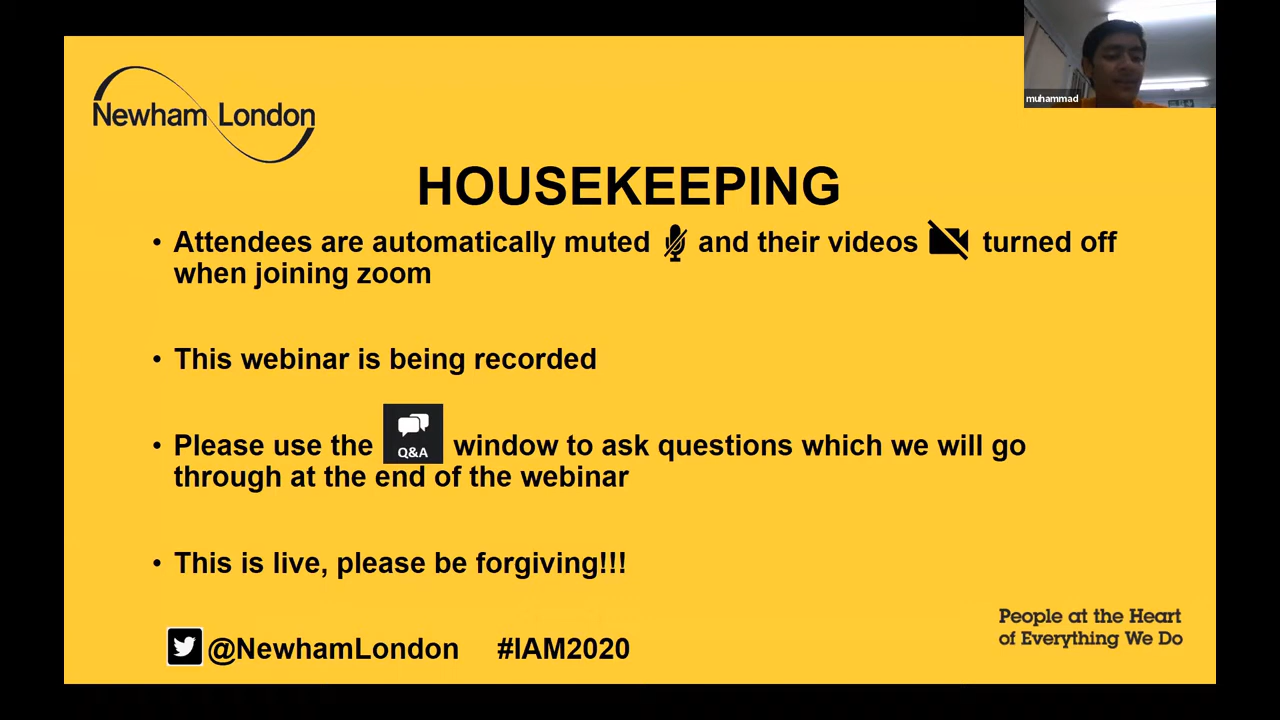 muhammad
Newham London
HOUSEKEEPING
• Attendees are automatically muted and their videos turned off
when joining zoom
• This webinar is being recorded
• Please use the Q&A window to ask questions which we will go
through at the end of the webinar
• This is live, please be forgiving!!!
@NewhamLondon #IAM2020
People at the Heart
of Everything We Do